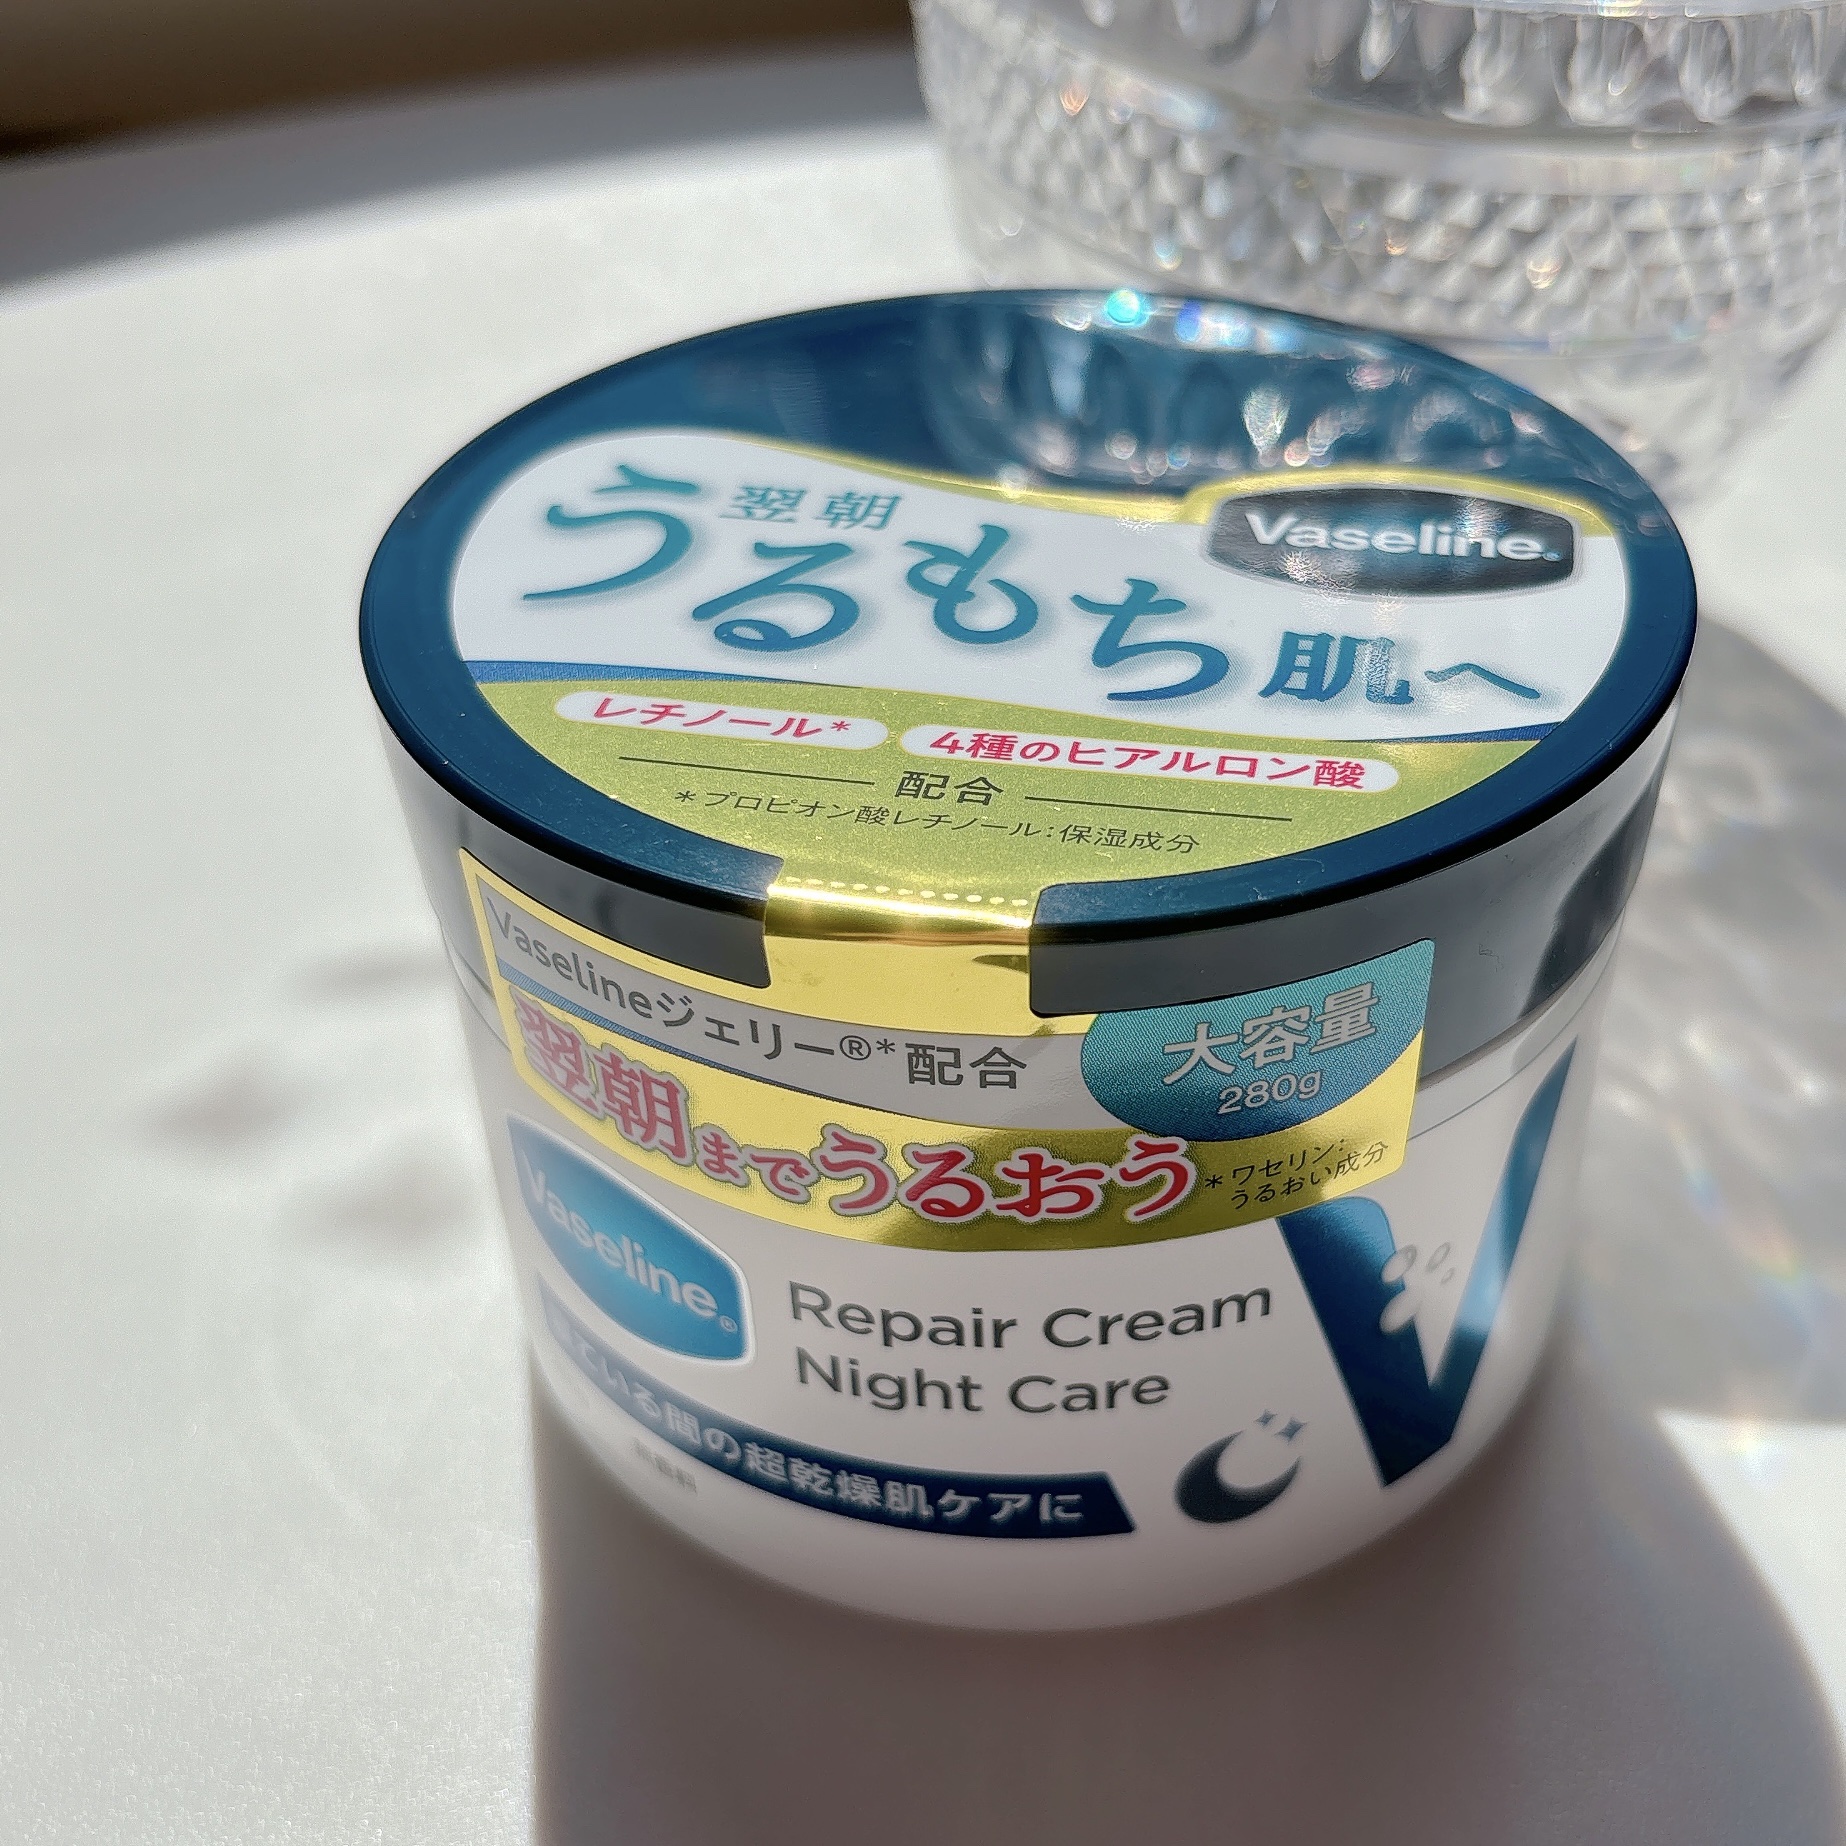 Vaseline®
翌朝
うるもち肌へ
レチノール* 4種のヒアルロン酸
配合
*プロピオン酸レチノール:保湿成分
Vaselineジェリー®*配合
大容量
280g
翌朝までうるおう
*ワセリン:
うるおい成分
Vaseline®
Repair Cream
Night Care
ている間の超乾燥肌ケアに